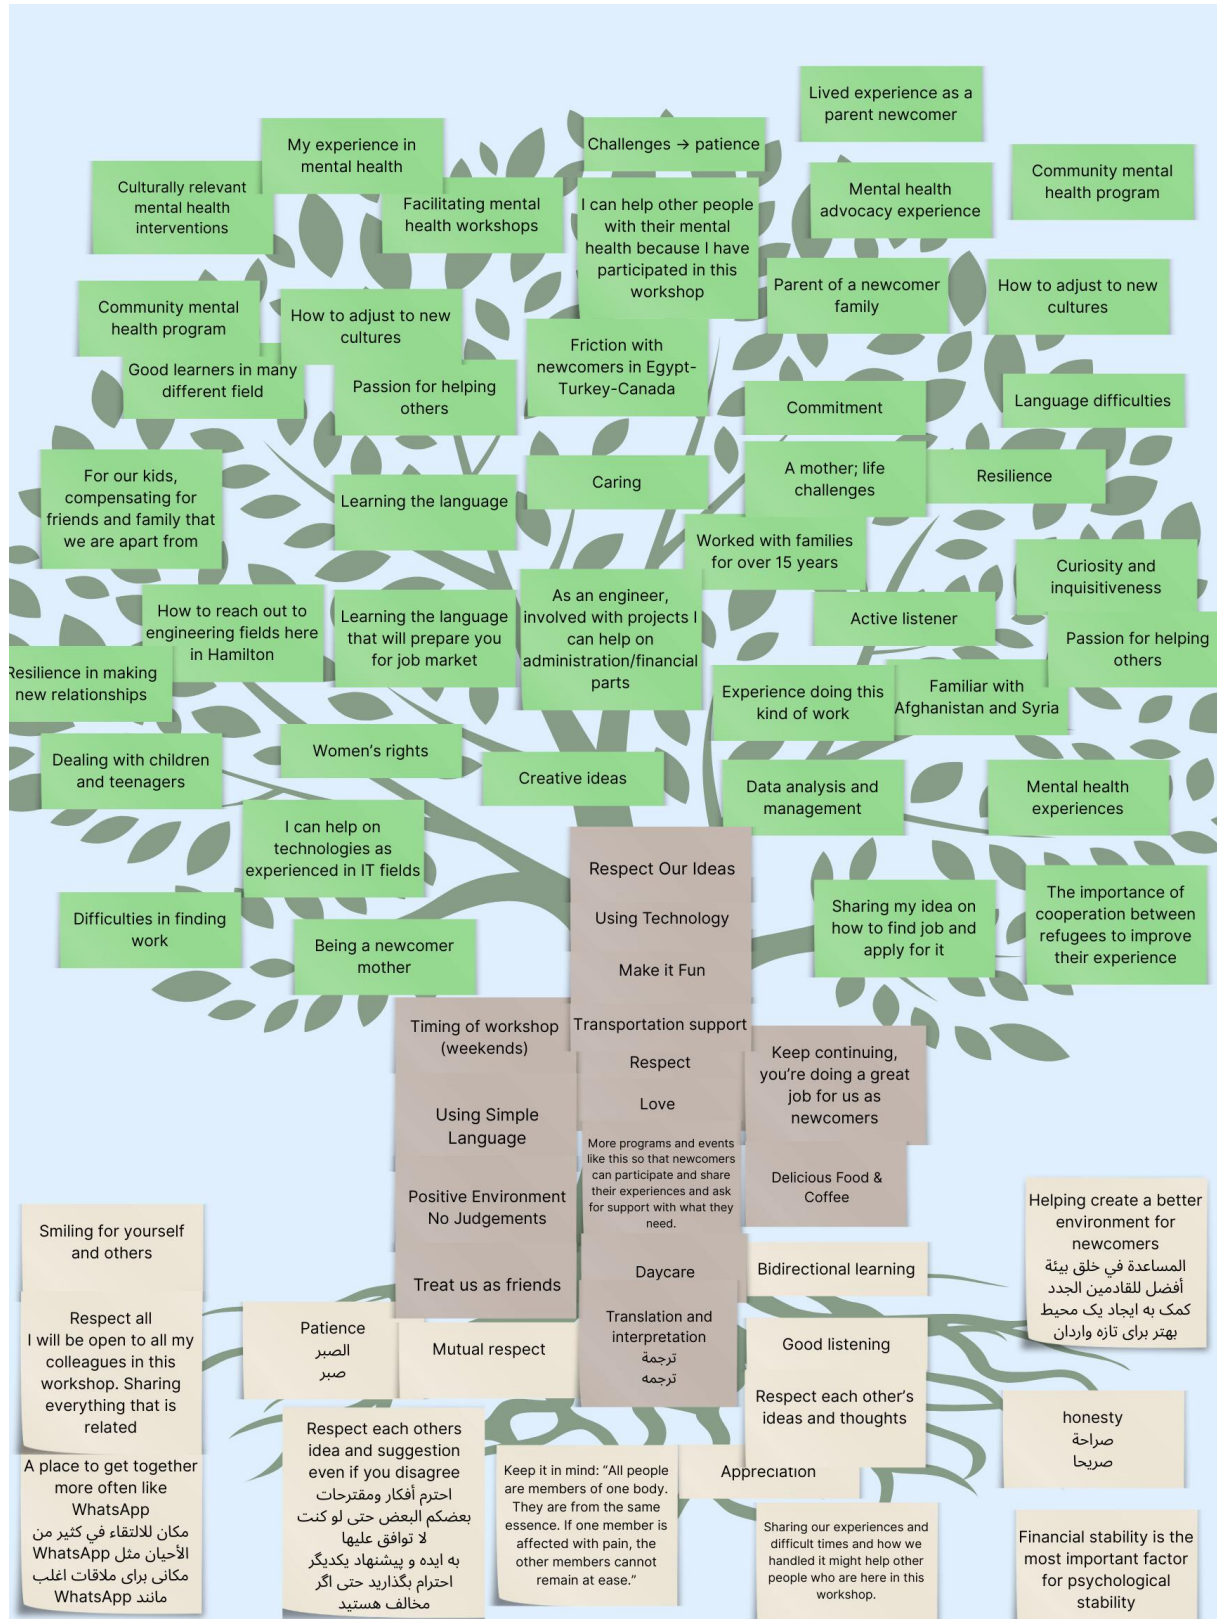 Lived experience as a
parent newcomer
My experience in
mental health
Challenges → patience
Culturally relevant
mental health
interventions
Facilitating mental
health workshops
I can help other people
with their mental
health because I have
participated in this
workshop
Mental health
advocacy experience
Community mental
health program
Community mental
health program
How to adjust to new
cultures
Parent of a newcomer
family
How to adjust to new
cultures
Good learners in many
different field
Passion for helping
others
Friction with
newcomers in Egypt-
Turkey-Canada
Commitment
Language difficulties
For our kids,
compensating for
friends and family that
we are apart from
Learning the language
Caring
A mother; life
challenges
Resilience
Worked with families
for over 15 years
Curiosity and
inquisitiveness
How to reach out to
engineering fields here
in Hamilton
Learning the language
that will prepare you
for job market
As an engineer,
involved with projects I
can help on
administration/financial
parts
Active listener
Passion for helping
others
Resilience in making
new relationships
Experience doing this
kind of work
Familiar with
Afghanistan and Syria
Dealing with children
and teenagers
Women's rights
Creative ideas
Data analysis and
management
Mental health
experiences
I can help on
technologies as
experienced in IT fields
Difficulties in finding
work
Being a newcomer
mother
Sharing my idea on
how to find job and
apply for it
The importance of
cooperation between
refugees to improve
their experience
Respect Our Ideas
Using Technology
Make it Fun
Transportation support
Respect
Love
More programs and events
like this so that newcomers
can participate and share
their experiences and ask
for support with what they
need.
Daycare
Translation and
interpretation
ترجمة
ترجمه
Timing of workshop
(weekends)
Using Simple
Language
Positive Environment
No Judgements
Treat us as friends
Keep continuing,
you're doing a great
job for us as
newcomers
Delicious Food &
Coffee
Smiling for yourself
and others
Respect all
I will be open to all my
colleagues in this
workshop. Sharing
everything that is
related
A place to get together
more often like
WhatsApp
مكان للالتقاء في كثير من
الأحيان مثل WhatsApp
مکانی برای ملاقات اغلب
مانند WhatsApp
Patience
الصبر
صبر
Mutual respect
Respect each others
idea and suggestion
even if you disagree
احترم أفكار ومقترحات
بعضكم البعض حتى لو كنت
لا توافق عليها
به ایده و پیشنهاد یکدیگر
احترام بگذارید حتی اگر
مخالف هستید
Keep it in mind: “All people
are members of one body.
They are from the same
essence. If one member is
affected with pain, the
other members cannot
remain at ease.”
Bidirectional learning
Good listening
Respect each other's
ideas and thoughts
Appreciation
Sharing our experiences and
difficult times and how we
handled it might help other
people who are here in this
workshop.
Helping create a better
environment for
newcomers
المساعدة في خلق بيئة
أفضل للقادمين الجدد
کمک به ایجاد یک محیط
بهتر برای تازه واردان
honesty
صراحة
صریحا
Financial stability is the
most important factor
for psychological
stability